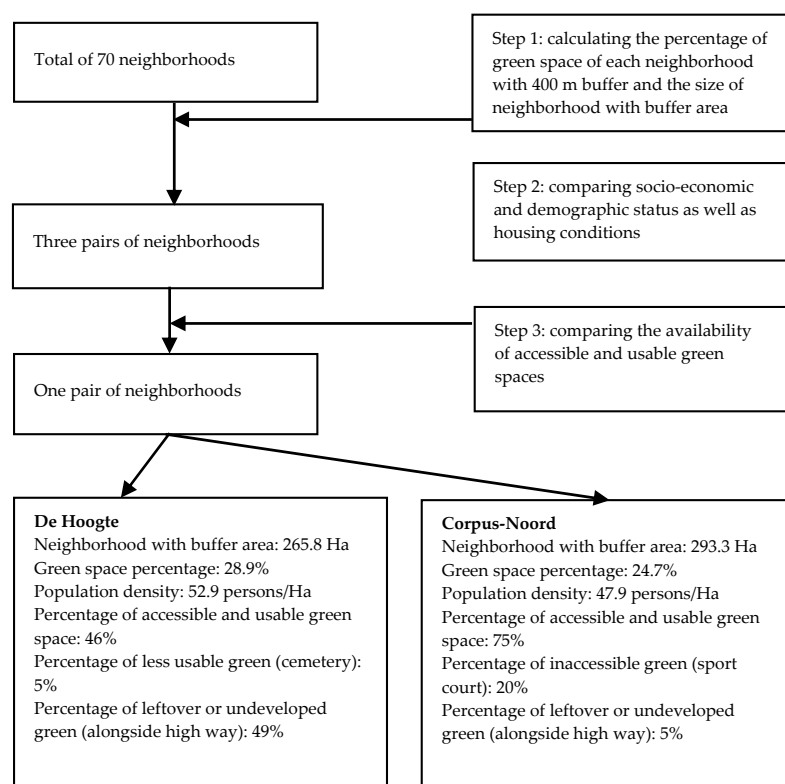 Total of 70 neighborhoods
Step 1: calculating the percentage of
green space of each neighborhood
with 400 m buffer and the size of
neighborhood with buffer area
Step 2: comparing socio-economic
and demographic status as well as
housing conditions
Three pairs of neighborhoods
Step 3: comparing the availability
of accessible and usable green
spaces
One pair of neighborhoods
De Hoogte
Neighborhood with buffer area: 265.8 Ha
Green space percentage: 28.9%
Population density: 52.9 persons/Ha
Percentage of accessible and usable green
space: 46%
Percentage of less usable green (cemetery):
5%
Percentage of leftover or undeveloped
green (alongside high way): 49%
Corpus-Noord
Neighborhood with buffer area: 293.3 Ha
Green space percentage: 24.7%
Population density: 47.9 persons/Ha
Percentage of accessible and usable green
space: 75%
Percentage of inaccessible green (sport
court): 20%
Percentage of leftover or undeveloped
green (alongside high way): 5%